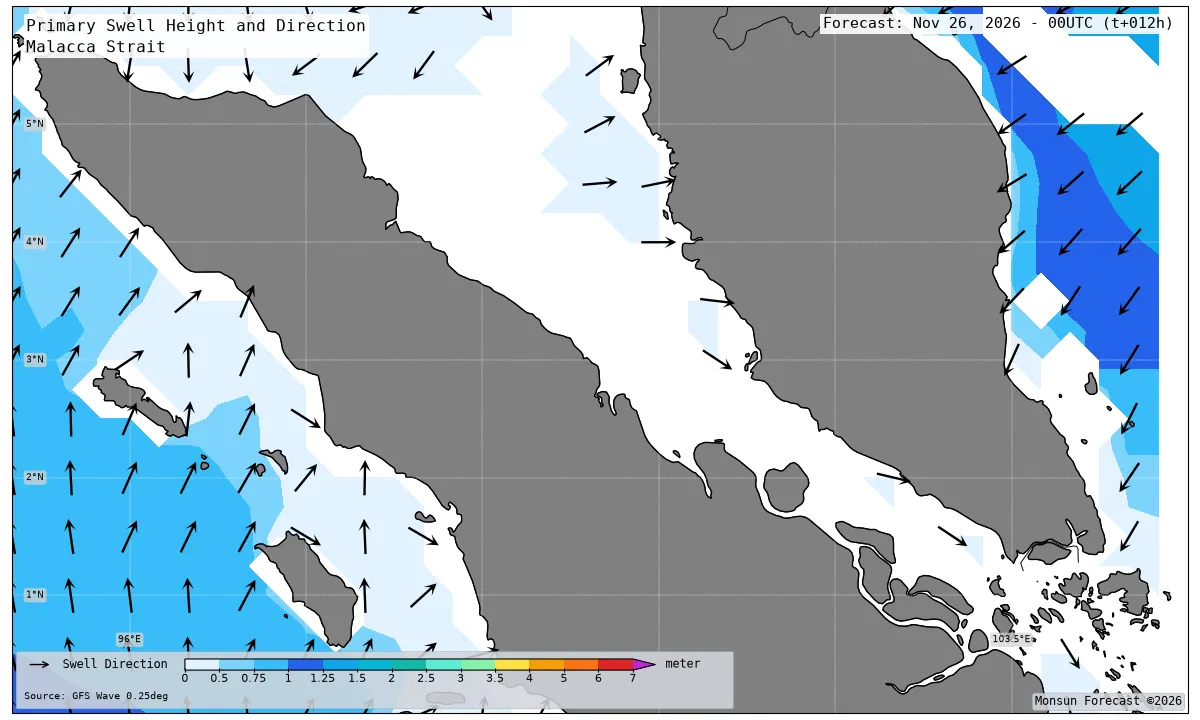 Primary Swell Height and Direction
Malacca Strait
Forecast: Nov 26, 2026 - 00UTC (t+012h)
5°N
4°N
3°N
2°N
1°N
96°E
103.5°E
Swell Direction
0 0.5 0.75 1 1.25 1.5 2 2.5 3 3.5 4 5 6 7
meter
Source: GFS Wave 0.25deg
Monsun Forecast ©2026